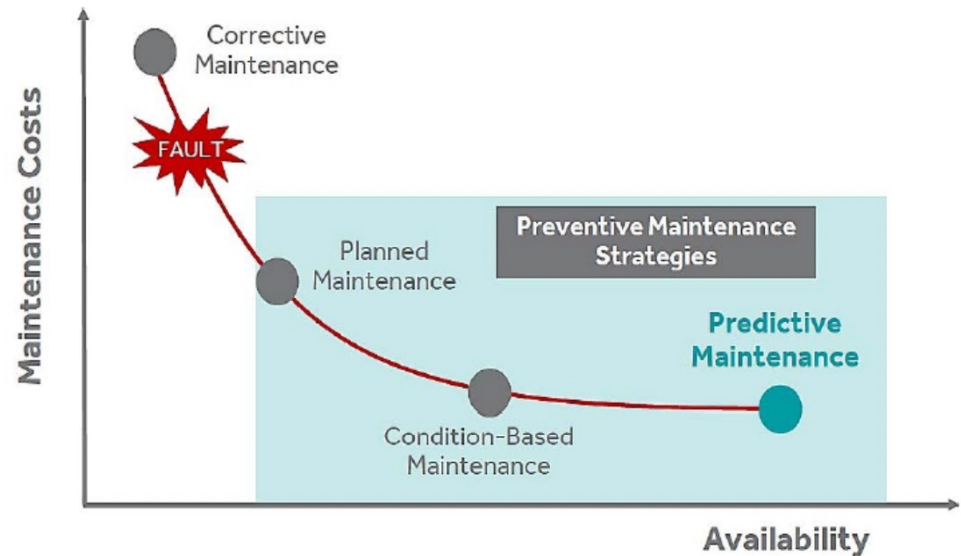 Corrective
Maintenance
FAULT
Maintenance Costs
Planned
Maintenance
Preventive Maintenance
Strategies
Predictive
Maintenance
Condition-Based
Maintenance
Availability